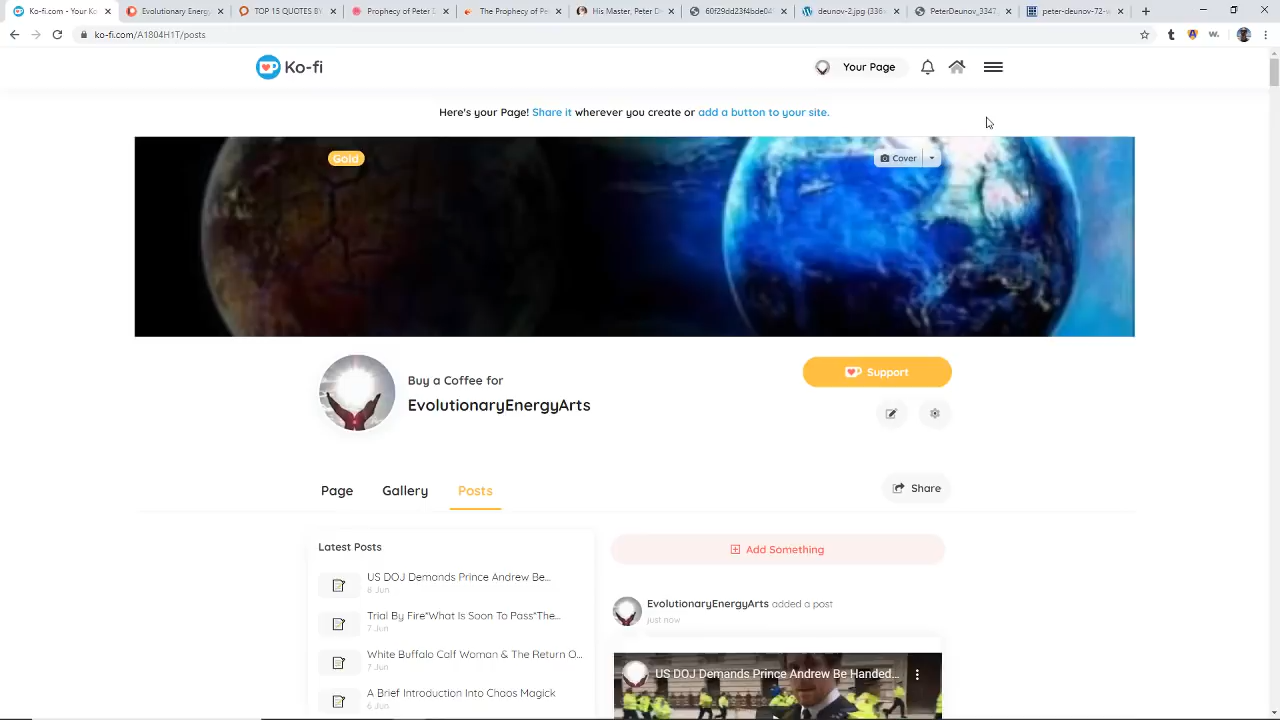 Ko-fi.com - Your Ko
Evolutionary Energy
TOP 15 QUOTES BY
Prophecy of Peter D
The Prophecy of Pe
His Master, Peter D
60f29dd23f4bde04
deunov-2.jpg (336×
PeterDeunov_3347_
peter-deunov-72-w
ko-fi.com/A1804H1T/posts
Ko-fi
Your Page
Here's your Page! Share it wherever you create or add a button to your site.
Gold
Cover
Buy a Coffee for
EvolutionaryEnergyArts
Support
Page
Gallery
Posts
Share
Latest Posts
Add Something
US DOJ Demands Prince Andrew Be...
8 Jun
Trial By Fire*What Is Soon To Pass*The...
7 Jun
White Buffalo Calf Woman & The Return O...
7 Jun
A Brief Introduction Into Chaos Magick
6 Jun
EvolutionaryEnergyArts added a post
just now
US DOJ Demands Prince Andrew Be Handed...